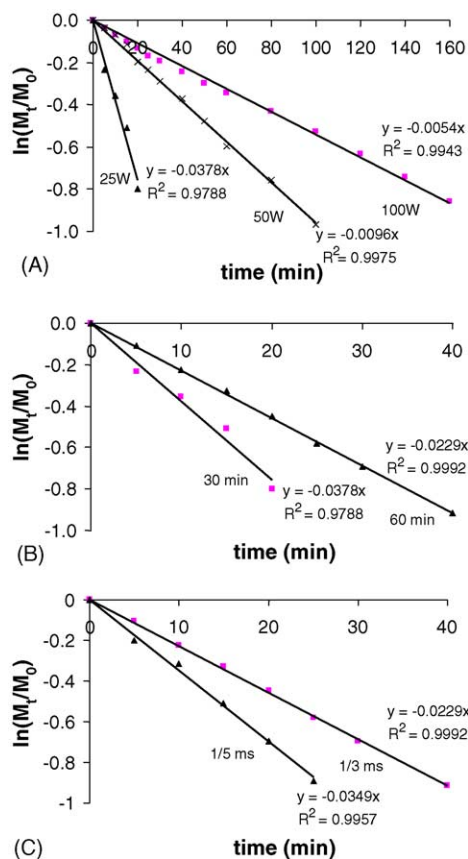 0 20 40 60 80 100 120 140 160
0.0
-0.2
-0.4
-0.6
-0.8
-1.0
ln(Mt/M0)
y = -0.0054x
R2 = 0.9943
25W
y = -0.0378x
R2 = 0.9788
50W
100W
y = -0.0096x
R2 = 0.9975
(A)
time (min)
0.0
-0.2
-0.4
-0.6
-0.8
-1.0
0 10 20 30 40
ln(Mt/M0)
y = -0.0229x
R2 = 0.9992
30 min
y = -0.0378x
R2 = 0.9788
60 min
(B)
time (min)
0
-0.2
-0.4
-0.6
-0.8
-1
0 10 20 30 40
ln(Mt/M0)
y = -0.0229x
R2 = 0.9992
1/5 ms
1/3 ms
y = -0.0349x
R2 = 0.9957
(C)
time (min)